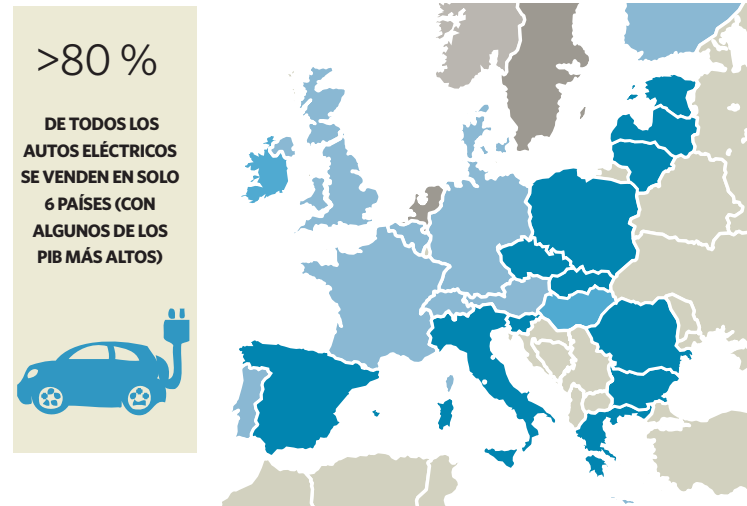 >80 %
DE TODOS LOS
AUTOS ELÉCTRICOS
SE VENDEN EN SOLO
6 PAÍSES (CON
ALGUNOS DE LOS
PIB MÁS ALTOS)